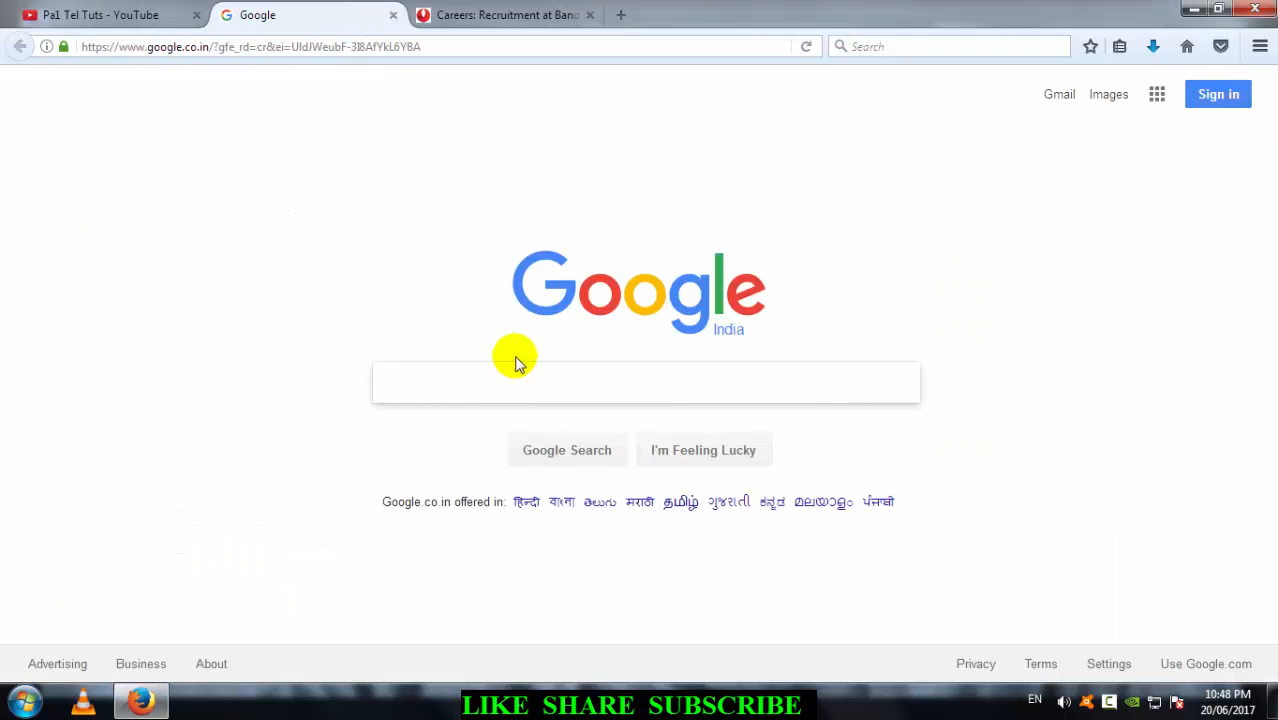 Pa1 Tel Tuts - YouTube
Google
Careers: Recruitment at Band
https://www.google.co.in/?gfe_rd=cr&ei=UIdJWeubF-3I8AfYkL6YBA
Search
Gmail Images Sign in
Google
India
Google Search I'm Feeling Lucky
Google.co.in offered in: हिन्दी বাংলা తెలుగు मराठी தமிழ் ગુજરાતી ಕನ್ನಡ മലയാളം ਪੰਜਾਬੀ
Advertising Business About Privacy Terms Settings Use Google.com
LIKE SHARE SUBSCRIBE
EN
10:48 PM
20/06/2017